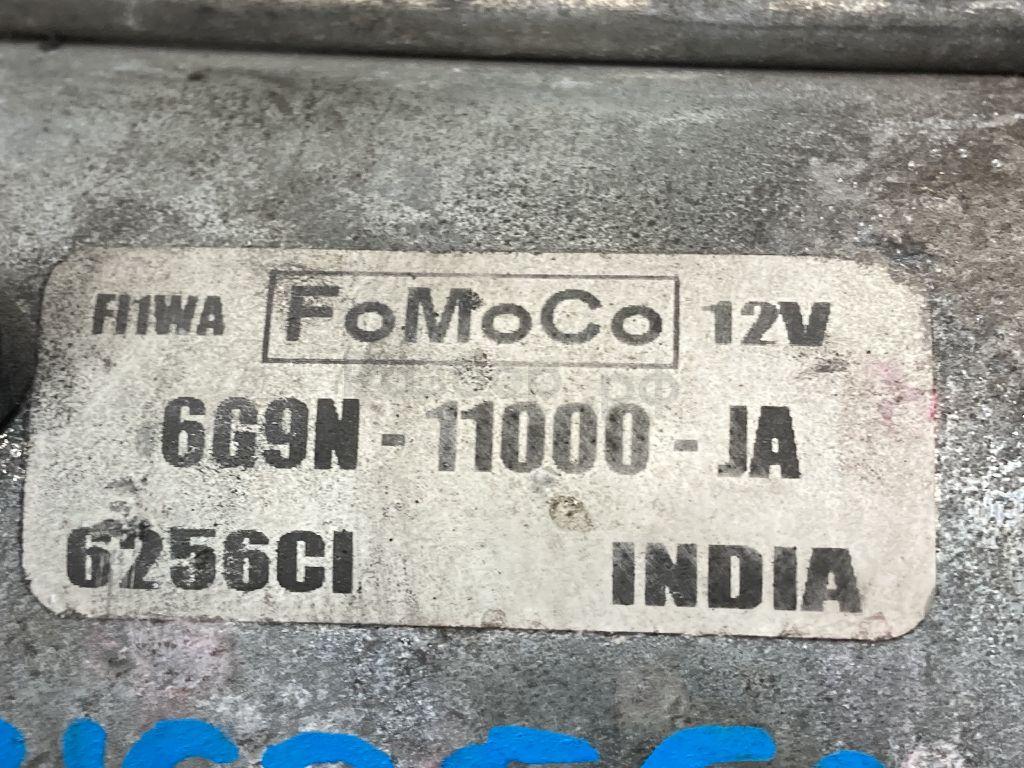 FI1WA FoMoCo 12V
6G9N - 11000 - JA
6256CI INDIA